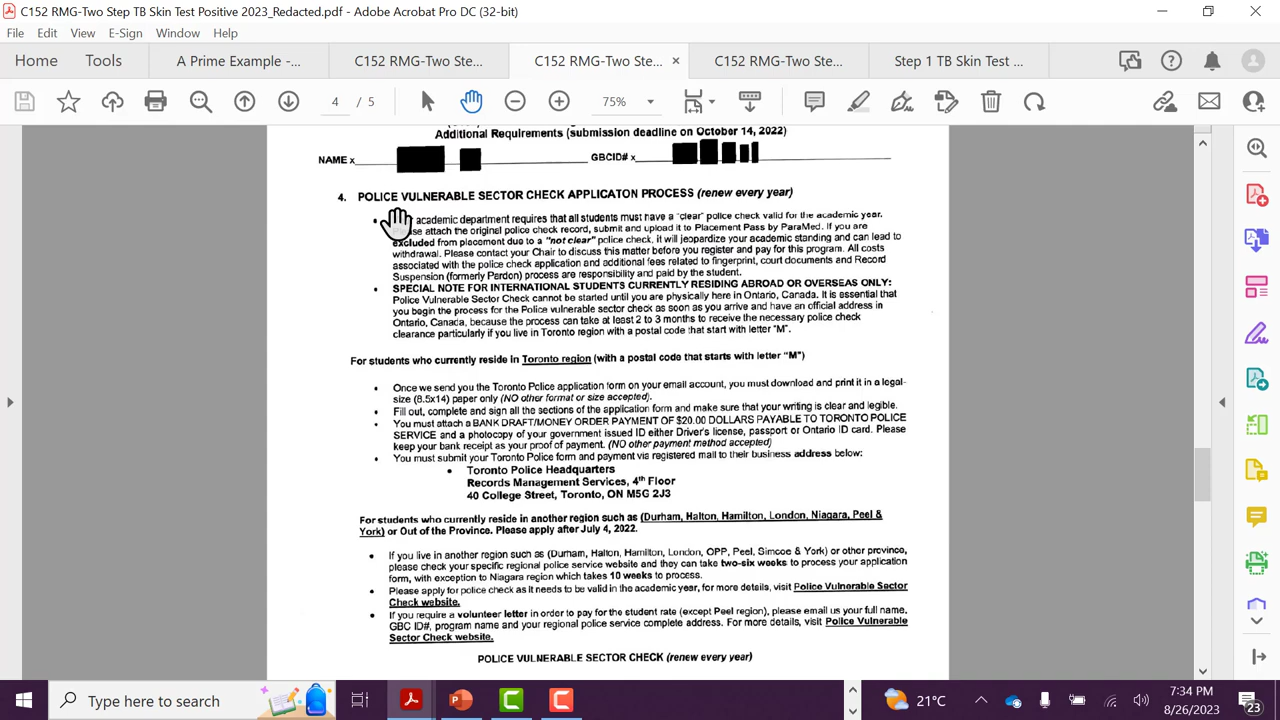 C152 RMG-Two Step TB Skin Test Positive 2023_Redacted.pdf - Adobe Acrobat Pro DC (32-bit)
File Edit View E-Sign Window Help
Home Tools A Prime Example -... C152 RMG-Two Ste... C152 RMG-Two Ste... × C152 RMG-Two Ste... Step 1 TB Skin Test ...
4 / 5 75%
Additional Requirements (submission deadline on October 14, 2022)
NAME x GBCID# x
4. POLICE VULNERABLE SECTOR CHECK APPLICATON PROCESS (renew every year)
academic department requires that all students must have a "clear" police check valid for the academic year.
attach the original police check record, submit and upload it to Placement Pass by ParaMed. If you are
excluded from placement due to a "not clear" police check, it will jeopardize your academic standing and can lead to
withdrawal. Please contact your Chair to discuss this matter before you register and pay for this program. All costs
associated with the police check application and additional fees related to fingerprint, court documents and Record
Suspension (formerly Perdon) process are responsibility and paid by the student.
• SPECIAL NOTE FOR INTERNATIONAL STUDENTS CURRENTLY RESIDING ABROAD OR OVERSEAS ONLY:
Police Vulnerable Sector Check cannot be started until you are physically here in Ontario, Canada. It is essential that
you begin the process for the Police vulnerable sector check as soon as you arrive and have an official address in
Ontario, Canada, because the process can take at least 2 to 3 months to receive the necessary police check
clearance particularly if you live in Toronto region with a postal code that start with letter "M".
For students who currently reside in Toronto region (with a postal code that starts with letter "M")
• Once we send you the Toronto Police application form on your email account, you must download and print it in a legal-
size (8.5x14) paper only (NO other format or size accepted).
• Fill out, complete and sign all the sections of the application form and make sure that your writing is clear and legible.
• You must attach a BANK DRAFT/MONEY ORDER PAYMENT OF $20.00 DOLLARS PAYABLE TO TORONTO POLICE
SERVICE and a photocopy of your government issued ID either Driver's license, passport or Ontario ID card. Please
keep your bank receipt as your proof of payment. (NO other payment method accepted)
• You must submit your Toronto Police form and payment via registered mail to their business address below:
• Toronto Police Headquarters
Records Management Services, 4th Floor
40 College Street, Toronto, ON M5G 2J3
For students who currently reside in another region such as (Durham, Halton, Hamilton, London, Niagara, Peel &
York) or Out of the Province. Please apply after July 4, 2022.
• If you live in another region such as (Durham, Halton, Hamilton, London, OPP, Peel, Simcoe & York) or other province,
please check your specific regional police service website and they can take two-six weeks to process your application
form, with exception to Niagara region which takes 10 weeks to process.
• Please apply for police check as it needs to be valid in the academic year, for more details, visit Police Vulnerable Sector
Check website.
• If you require a volunteer letter in order to pay for the student rate (except Peel region), please email us your full name,
GBC ID#, program name and your regional police service complete address. For more details, visit Police Vulnerable
Sector Check website.
POLICE VULNERABLE SECTOR CHECK (renew every year)
Type here to search
21°C
7:34 PM
8/26/2023
23